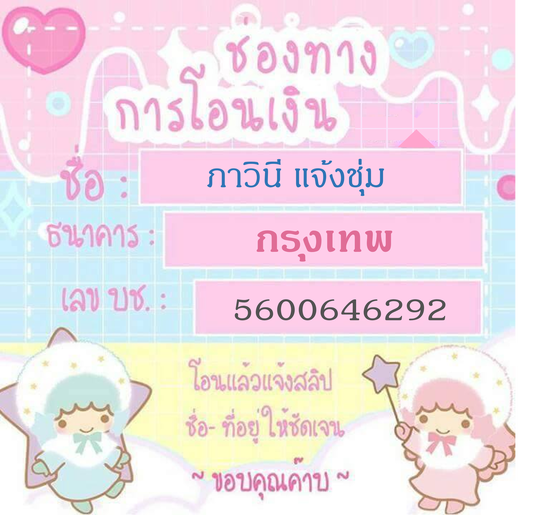 ช่องทาง
การโอนเงิน
ชื่อ : ภาวินี แจ้งชุ่ม
ธนาคาร : กรุงเทพ
เลข บช. : 5600646292
โอนแล้วแจ้งสลิป
ชื่อ- ที่อยู่ ให้ชัดเจน
~ ขอบคุณค๊าบ ~